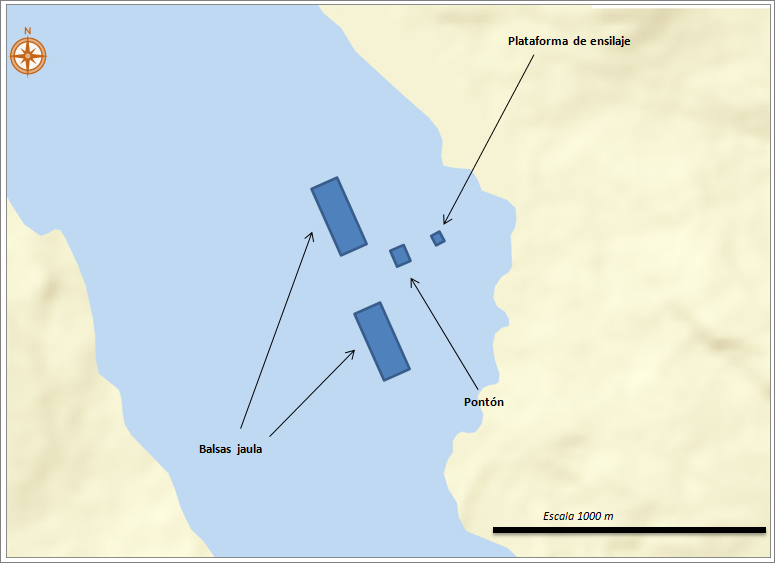 N
Plataforma de ensilaje
Pontón
Balsas jaula
Escala 1000 m